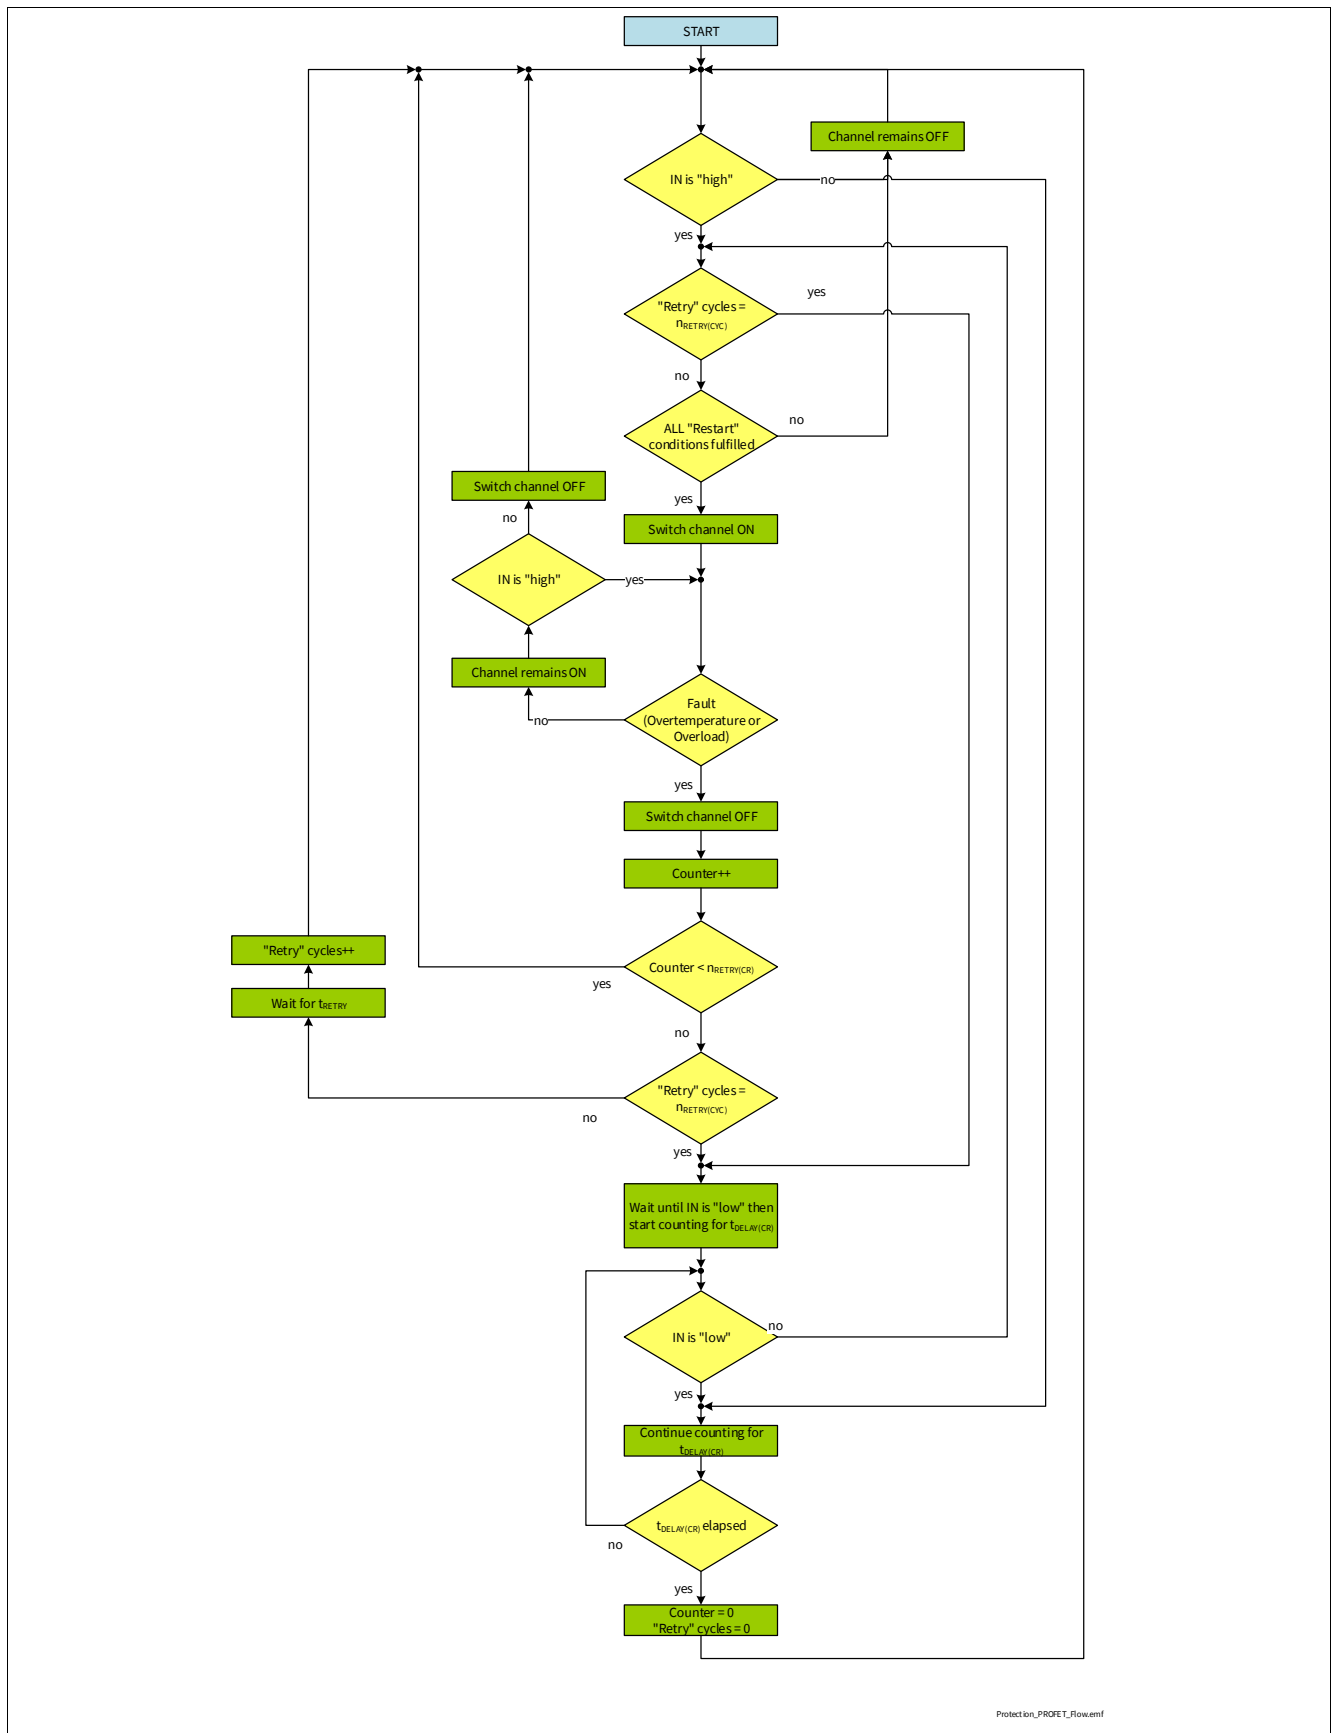 START
Channel remains OFF
IN is "high"
no
yes
"Retry" cycles =
nRETRY(CYC)
yes
no
ALL "Restart"
conditions fulfilled
no
yes
Switch channel OFF
no
Switch channel ON
IN is "high"
yes
Channel remains ON
Fault
(Overtemperature or
Overload)
no
yes
Switch channel OFF
Counter++
"Retry" cycles++
Counter < nRETRY(CR)
yes
Wait for tRETRY
no
"Retry" cycles =
nRETRY(CYC)
no
yes
Wait until IN is "low" then
start counting for tDELAY(CR)
IN is "low"
no
yes
Continue counting for
tDELAY(CR)
tDELAY(CR) elapsed
no
yes
Counter = 0
"Retry" cycles = 0
Protection_PROFET_Flow.emf